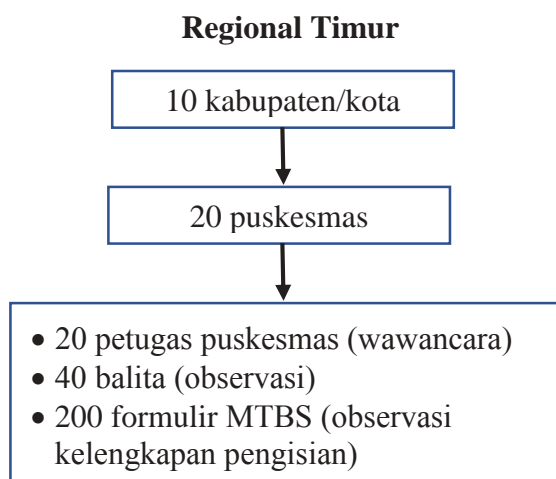 Regional Timur
10 kabupaten/kota
20 puskesmas
• 20 petugas puskesmas (wawancara)
• 40 balita (observasi)
• 200 formulir MTBS (observasi
kelengkapan pengisian)